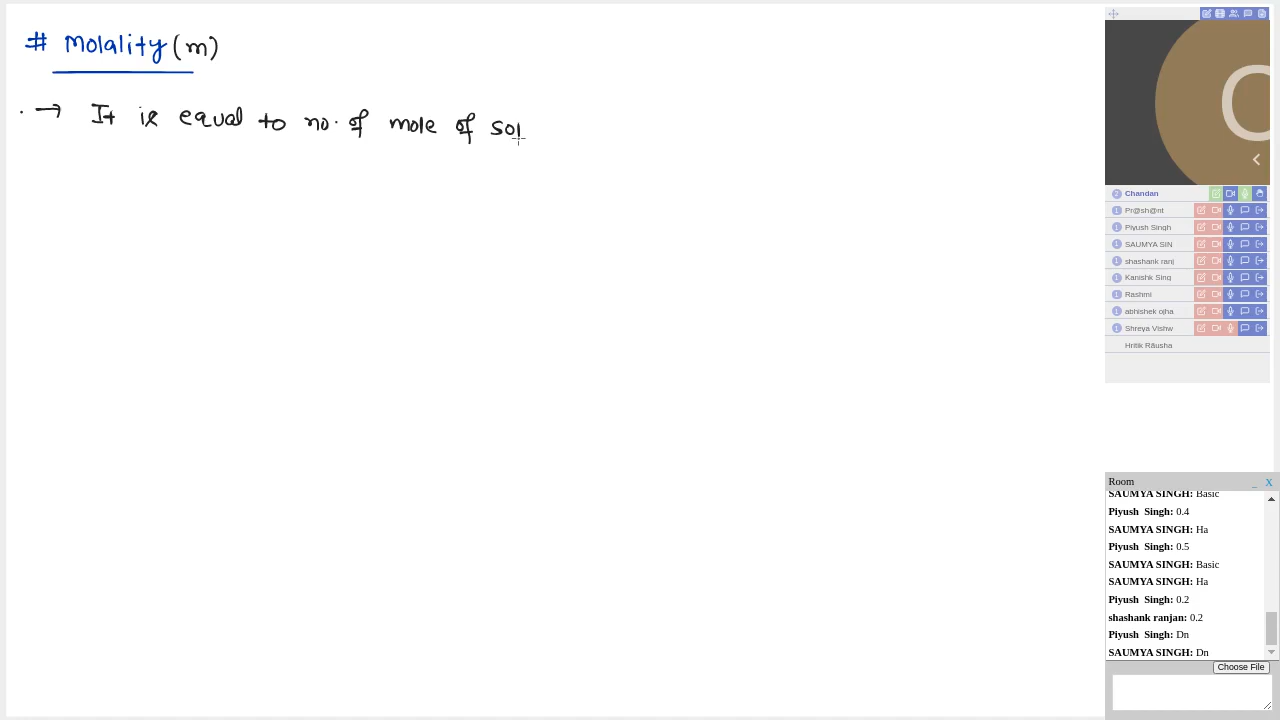 # Molality (m)
→ It is equal to no. of mole of sol
Chandan
Pr@sh@nt
Piyush Singh
SAUMYA SIN
shashank ranj
Kanishk Sing
Rashmi
abhishek ojha
Shreya Vishw
Hritik Räusha
Room _ X
SAUMYA SINGH: Basic
Piyush Singh: 0.4
SAUMYA SINGH: Ha
Piyush Singh: 0.5
SAUMYA SINGH: Basic
SAUMYA SINGH: Ha
Piyush Singh: 0.2
shashank ranjan: 0.2
Piyush Singh: Dn
SAUMYA SINGH: Dn
Choose File